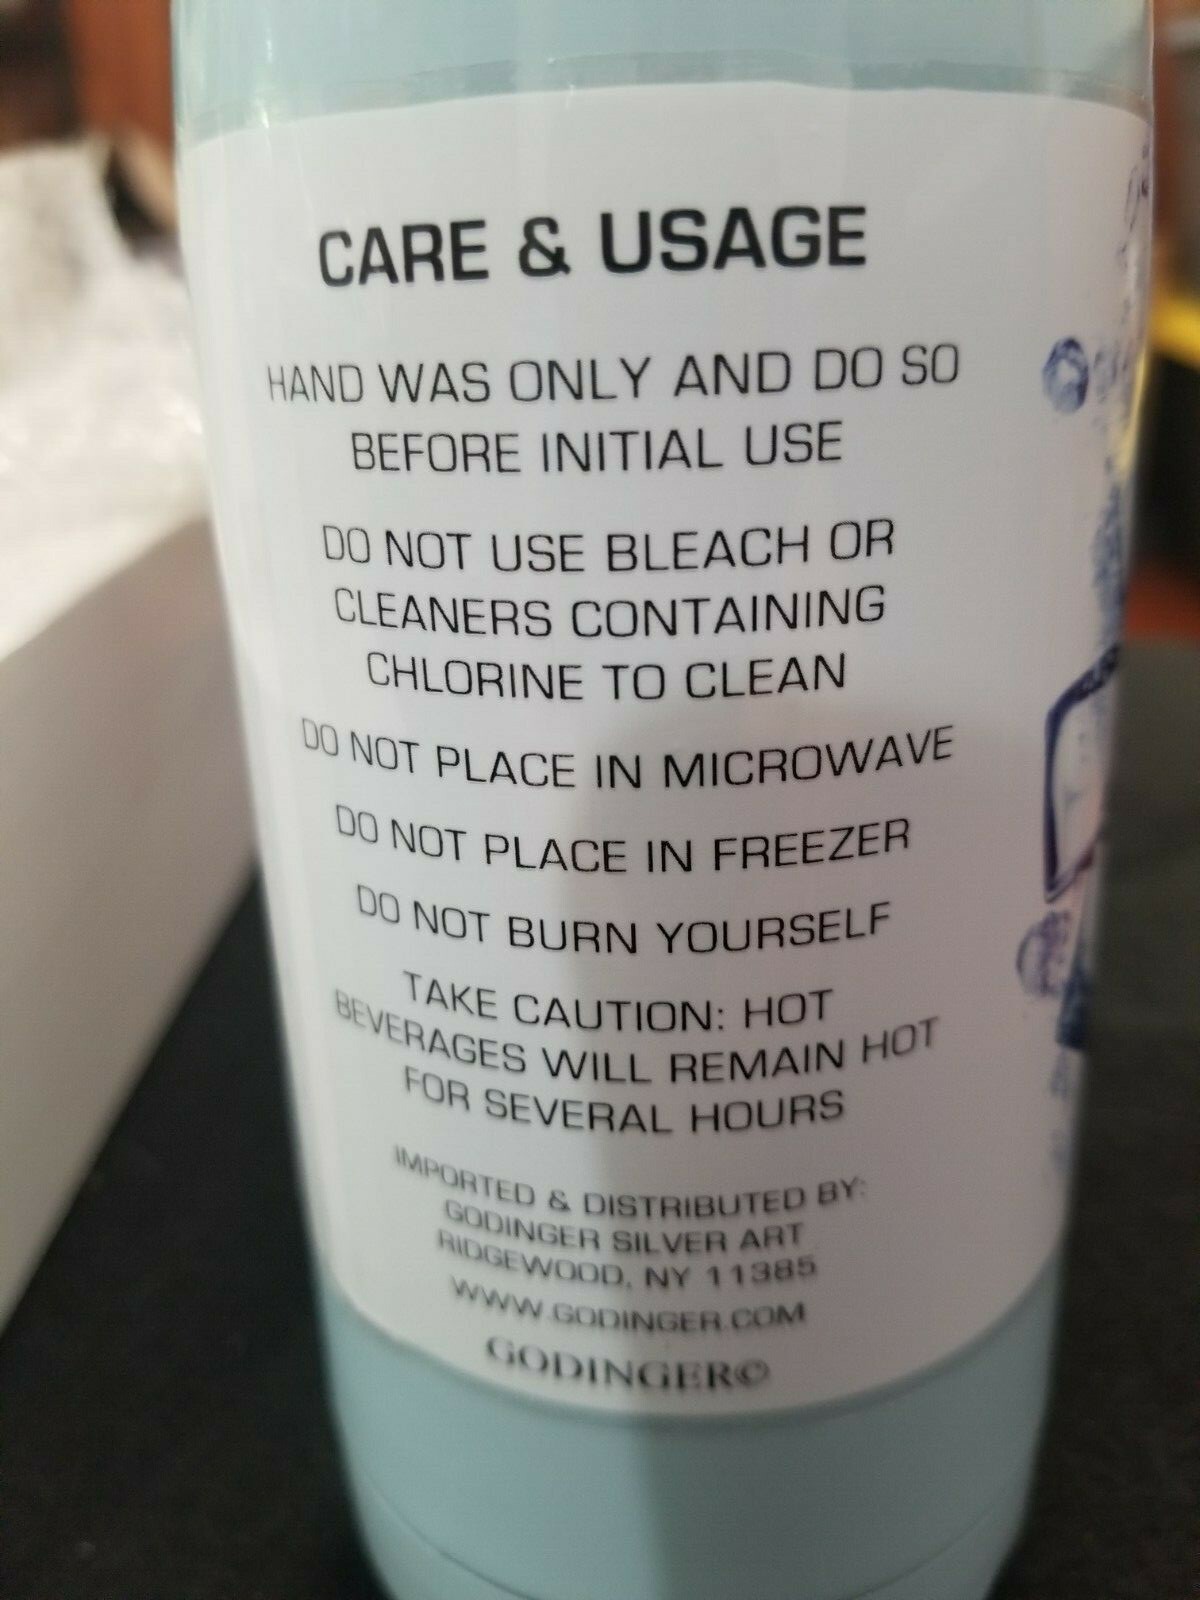 CARE & USAGE
HAND WAS ONLY AND DO SO
BEFORE INITIAL USE
DO NOT USE BLEACH OR
CLEANERS CONTAINING
CHLORINE TO CLEAN
DO NOT PLACE IN MICROWAVE
DO NOT PLACE IN FREEZER
DO NOT BURN YOURSELF
TAKE CAUTION: HOT
BEVERAGES WILL REMAIN HOT
FOR SEVERAL HOURS
IMPORTED & DISTRIBUTED BY:
GODINGER SILVER ART
RIDGEWOOD, NY 11385
WWW.GODINGER.COM
GODINGER©